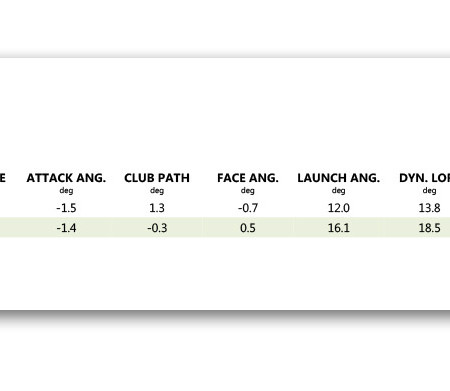 E ATTACK ANG. CLUB PATH FACE ANG. LAUNCH ANG. DYN. LOF
deg deg deg deg deg
-1.5 1.3 -0.7 12.0 13.8
-1.4 -0.3 0.5 16.1 18.5